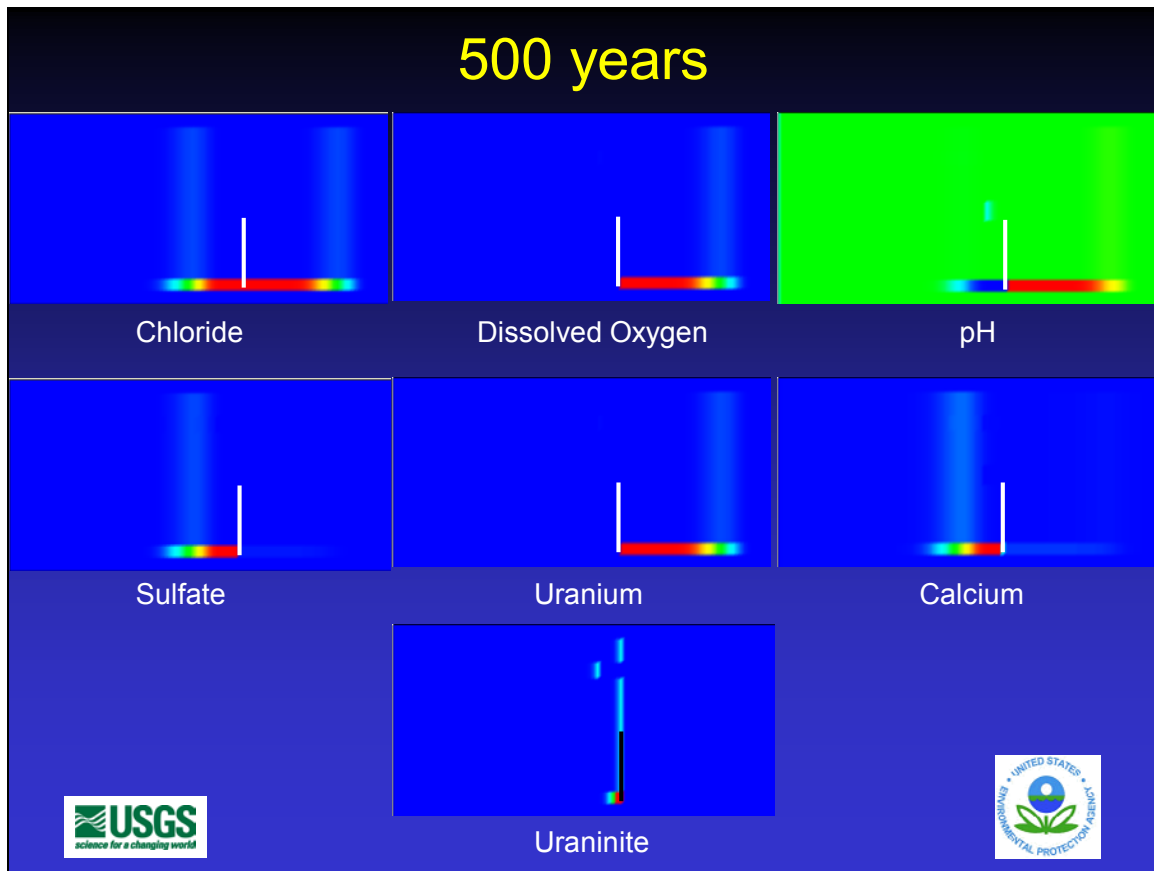 500 years
Chloride
Dissolved Oxygen
pH
Sulfate
Uranium
Calcium
Uraninite
USGS
science for a changing world
UNITED STATES
ENVIRONMENTAL PROTECTION AGENCY